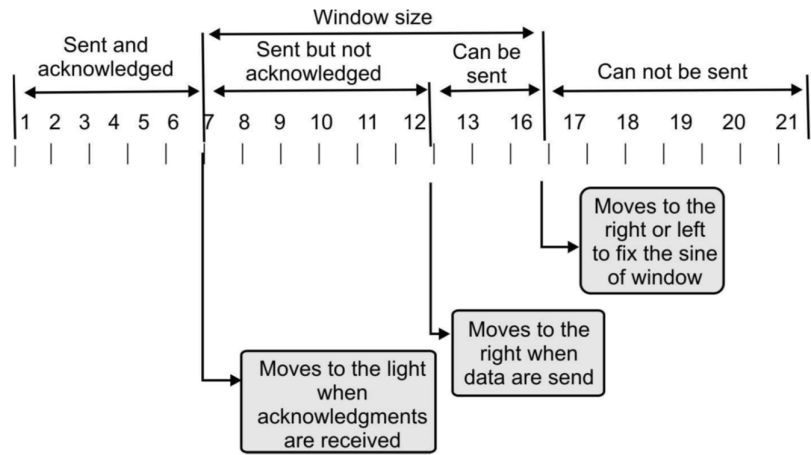 Window size
Sent and
acknowledged
Sent but not
acknowledged
Can be
sent
Can not be sent
1 2 3 4 5 6 7 8 9 10 11 12 13 16 17 18 19 20 21
Moves to the
right or left
to fix the sine
of window
Moves to the
right when
data are send
Moves to the light
when
acknowledgments
are received